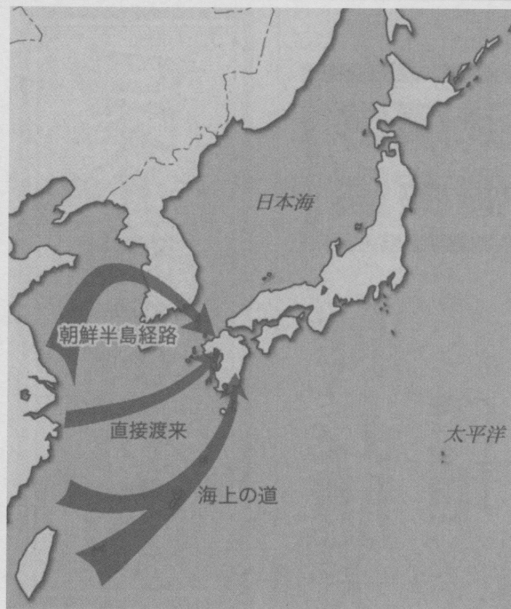 日本海
朝鮮半島経路
直接渡来
太平洋
海上の道